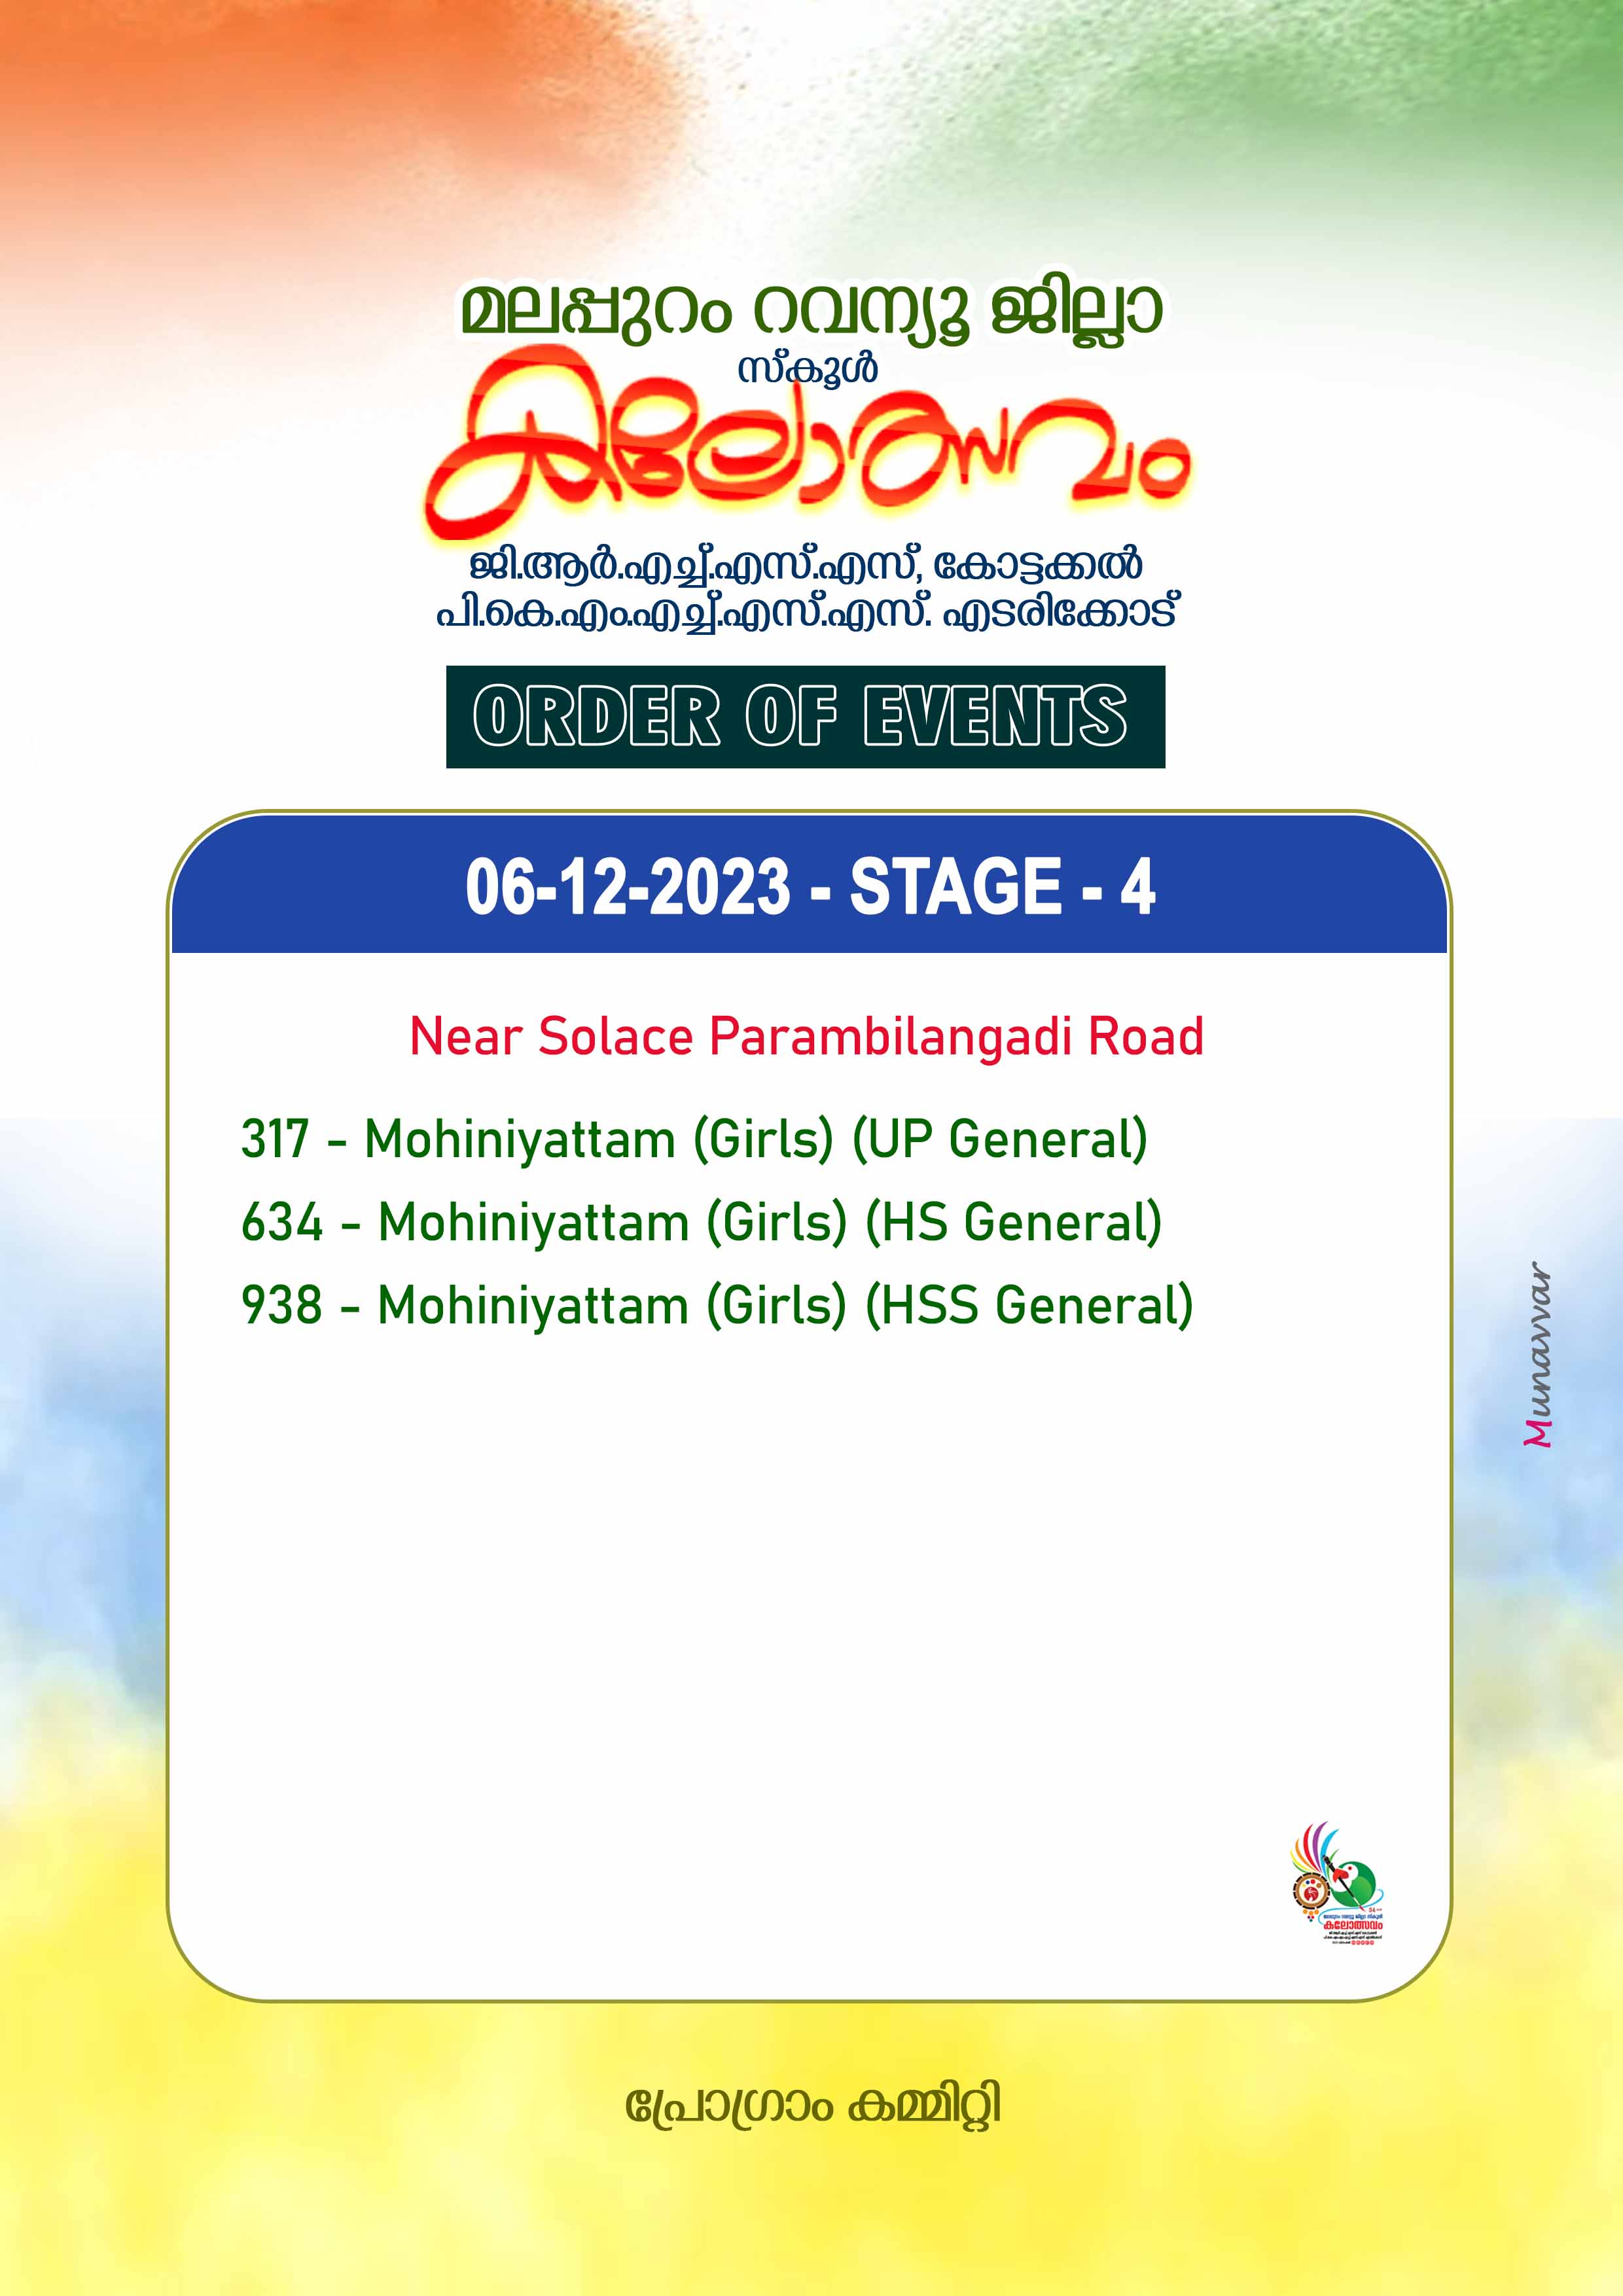 മലപ്പുറം റവന്യൂ ജില്ലാ
സ്കൂൾ
കലോത്സവം
ജി.ആർ.എച്ച്.എസ്.എസ്, കോട്ടക്കൽ
പി.കെ.എം.എച്ച്.എസ്.എസ്. എടരിക്കോട്
ORDER OF EVENTS
06-12-2023 - STAGE - 4
Near Solace Parambilangadi Road
317 - Mohiniyattam (Girls) (UP General)
634 - Mohiniyattam (Girls) (HS General)
938 - Mohiniyattam (Girls) (HSS General)
Munavvar
കലോത്സവം
പ്രോഗ്രാം കമ്മിറ്റി